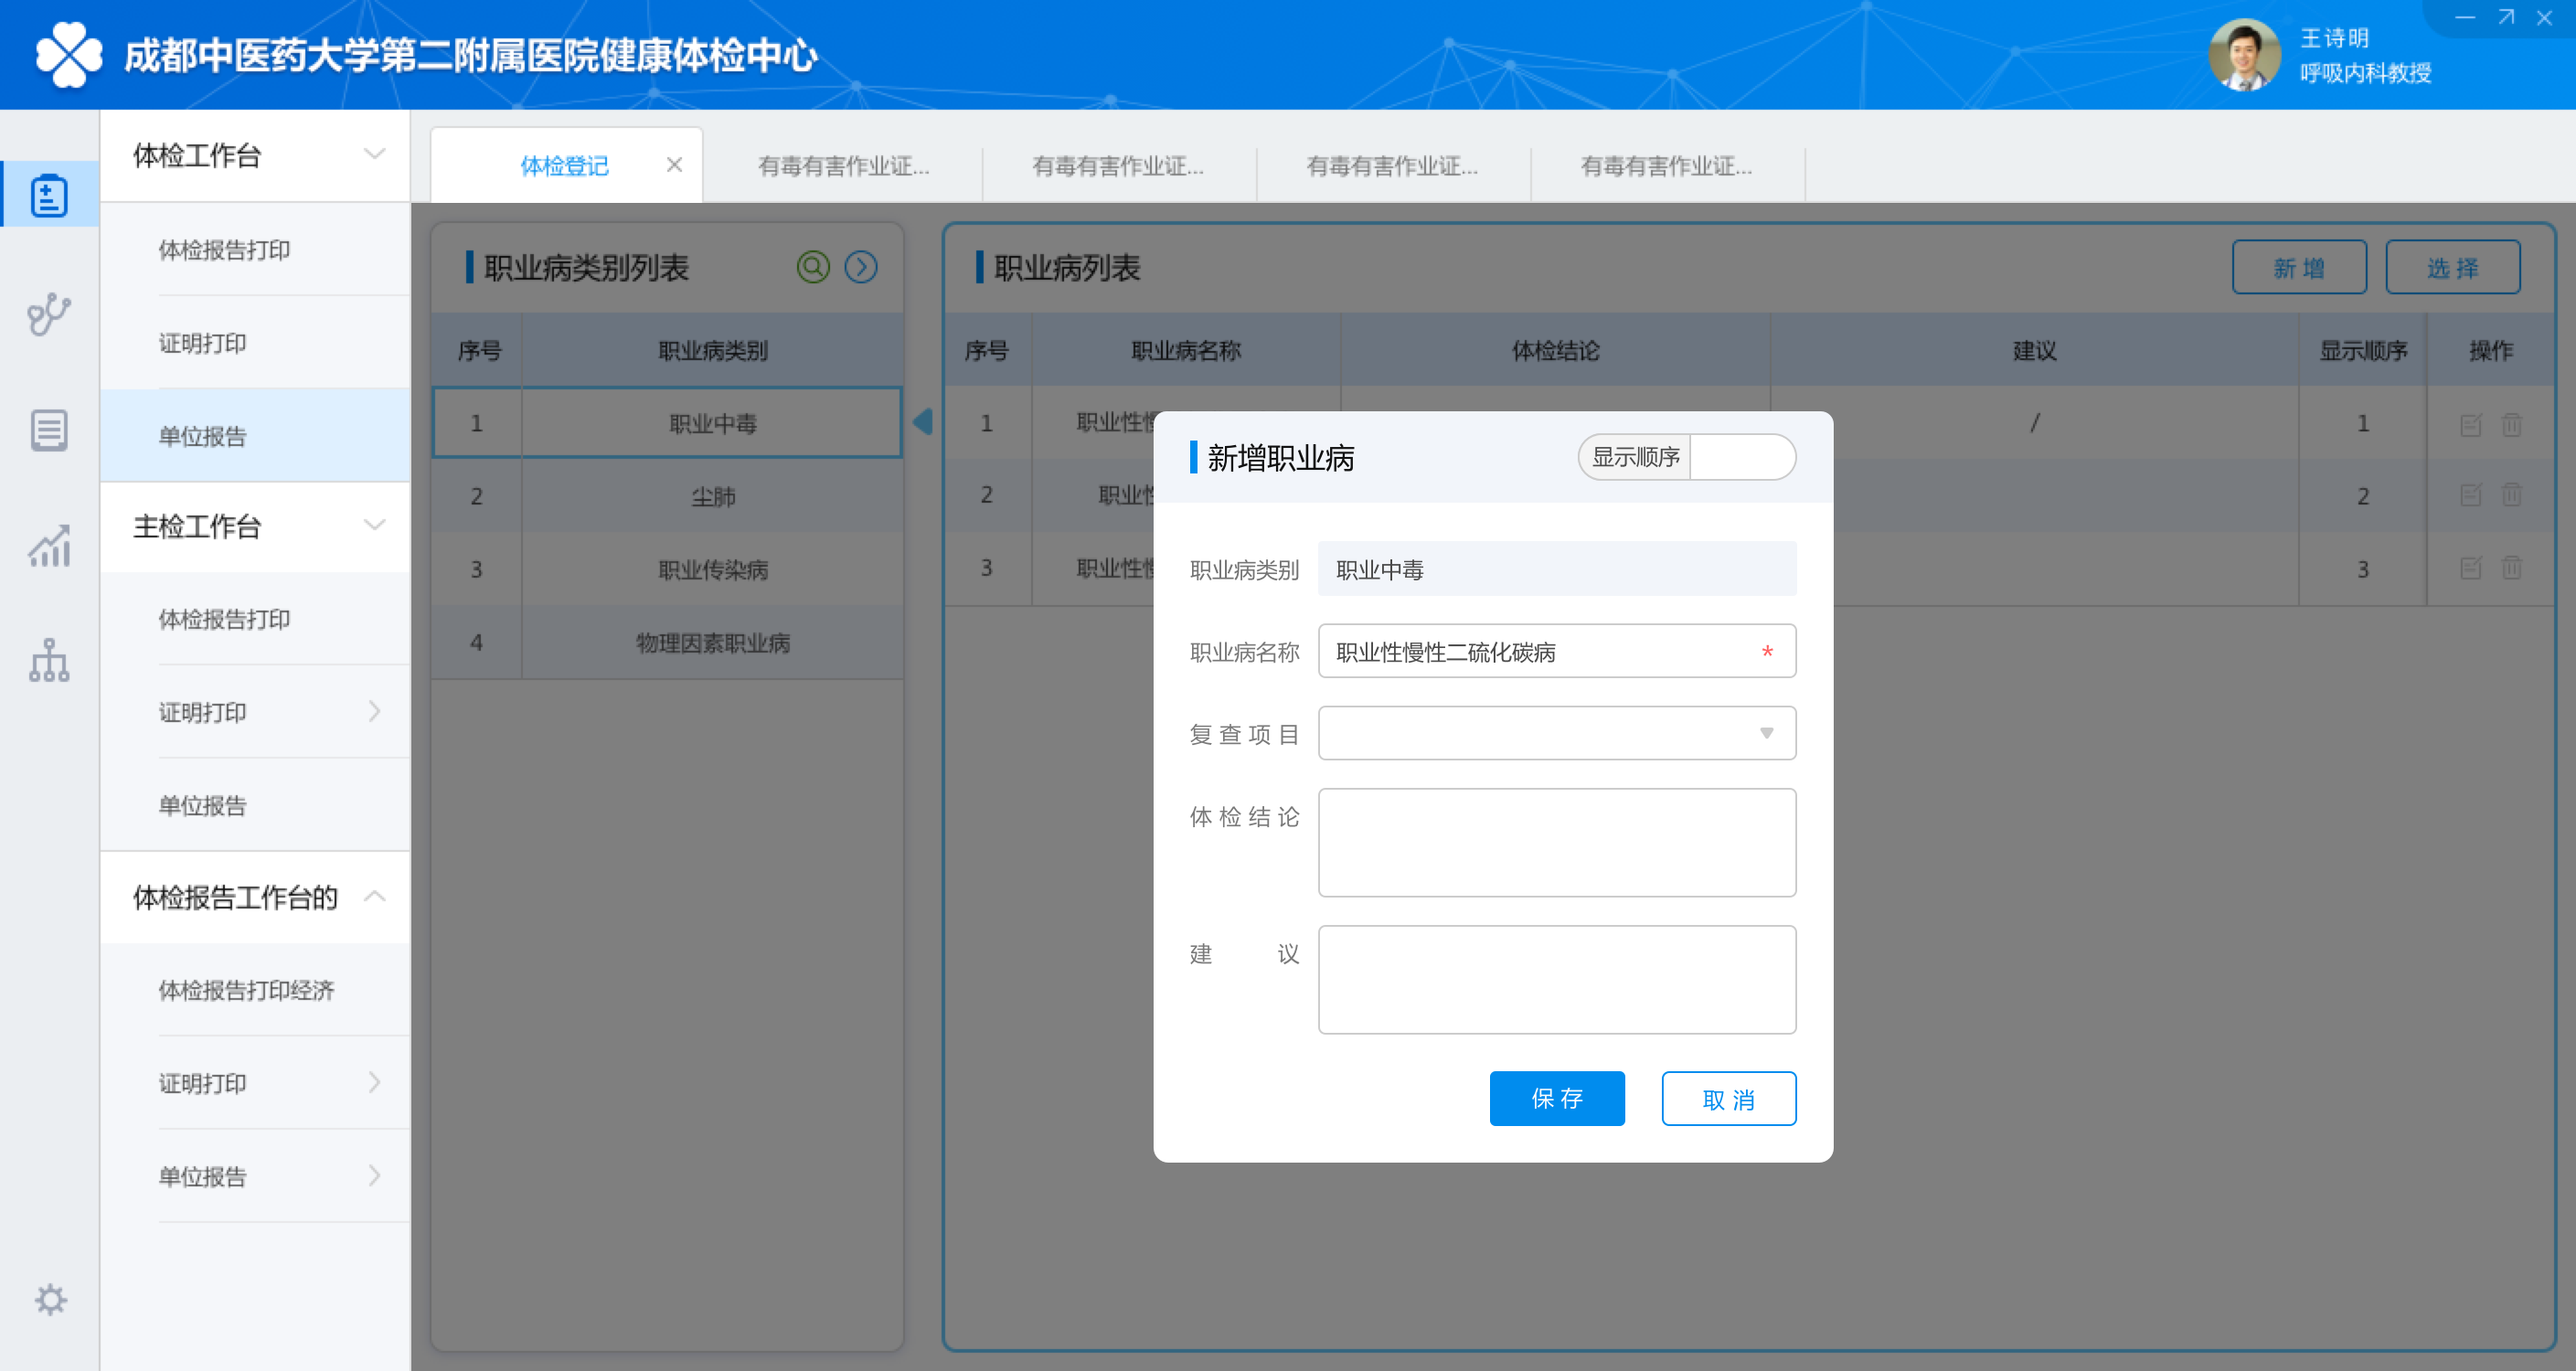 成都中医药大学第二附属医院健康体检中心
王诗明
呼吸内科教授
体检工作台
体检报告打印
证明打印
单位报告
主检工作台
体检报告打印
证明打印
单位报告
体检报告工作台的
体检报告打印经济
证明打印
单位报告
体检登记
有毒有害作业证...
有毒有害作业证...
有毒有害作业证...
有毒有害作业证...
职业病类别列表
序号 职业病类别
1 职业中毒
2 尘肺
3 职业传染病
4 物理因素职业病
职业病列表
新增 选择
序号 职业病名称 体检结论 建议 显示顺序 操作
1 职业性慢 / 1
2 职业性 2
3 职业性慢 3
新增职业病
显示顺序
职业病类别 职业中毒
职业病名称 职业性慢性二硫化碳病 *
复查项目
体检结论
建议
保存 取消